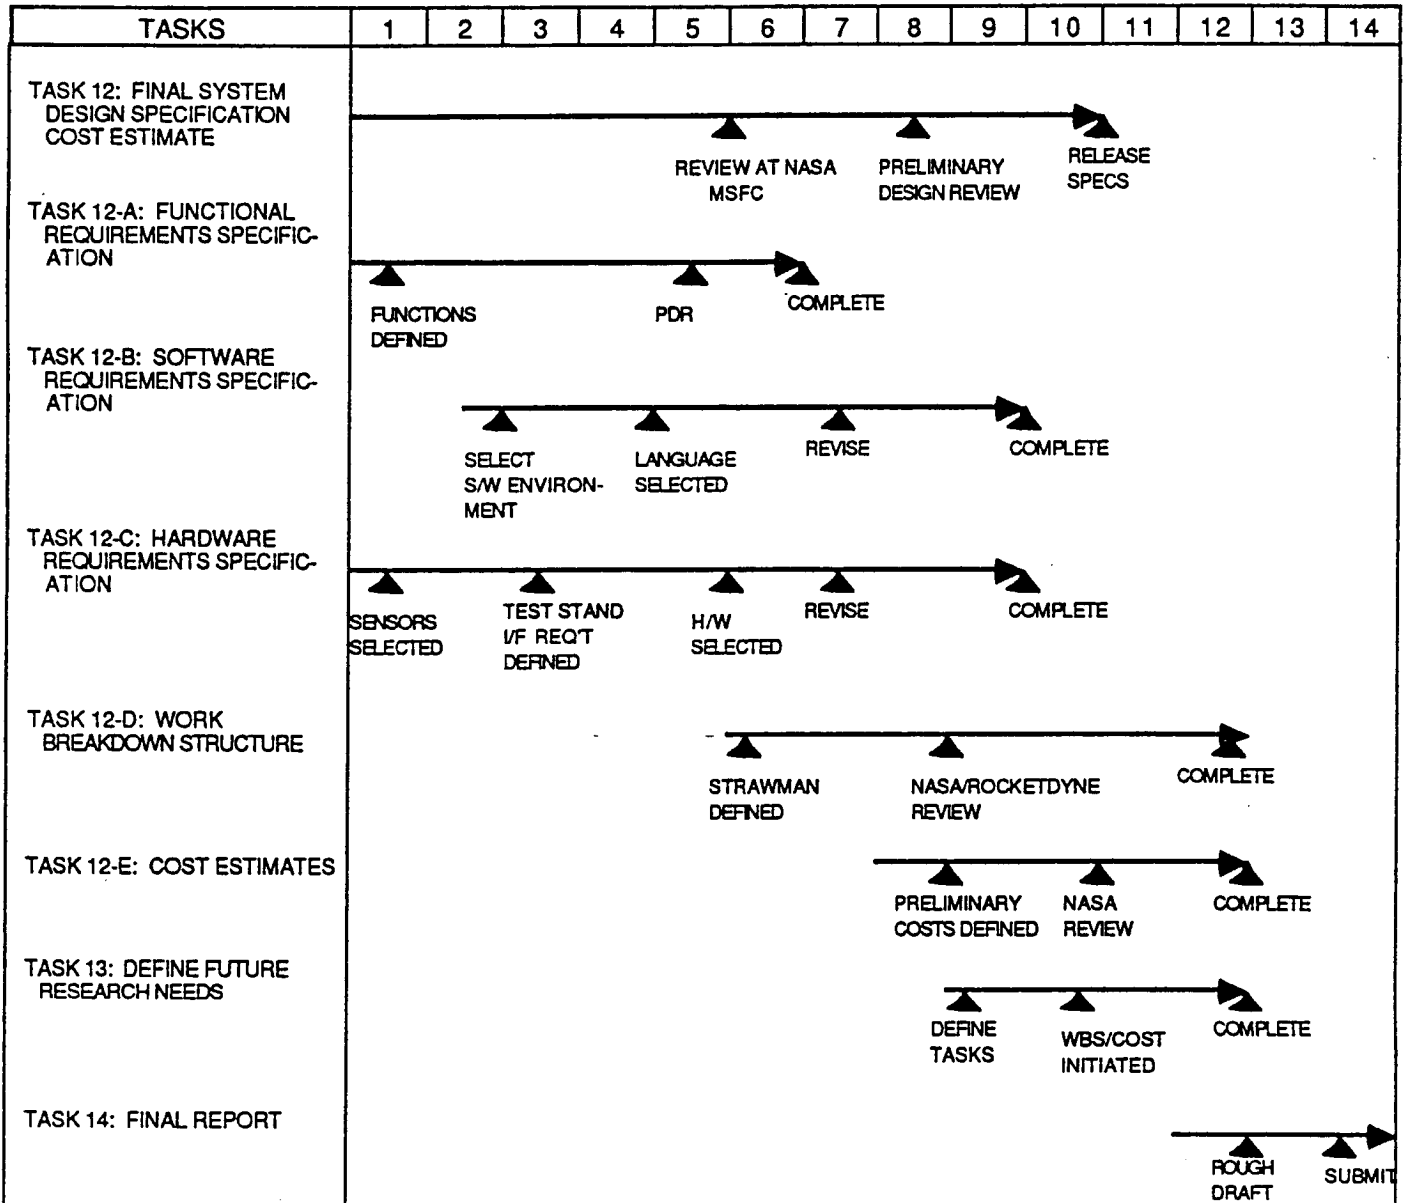 TASKS 1 2 3 4 5 6 7 8 9 10 11 12 13 14
TASK 12: FINAL SYSTEM
DESIGN SPECIFICATION
COST ESTIMATE
REVIEW AT NASA
MSFC
PRELIMINARY
DESIGN REVIEW
RELEASE
SPECS
TASK 12-A: FUNCTIONAL
REQUIREMENTS SPECIFIC-
ATION
FUNCTIONS
DEFINED
PDR
COMPLETE
TASK 12-B: SOFTWARE
REQUIREMENTS SPECIFIC-
ATION
SELECT
S/W ENVIRON-
MENT
LANGUAGE
SELECTED
REVISE
COMPLETE
TASK 12-C: HARDWARE
REQUIREMENTS SPECIFIC-
ATION
SENSORS
SELECTED
TEST STAND
I/F REQ'T
DEFINED
H/W
SELECTED
REVISE
COMPLETE
TASK 12-D: WORK
BREAKDOWN STRUCTURE
STRAWMAN
DEFINED
NASA/ROCKETDYNE
REVIEW
COMPLETE
TASK 12-E: COST ESTIMATES
PRELIMINARY
COSTS DEFINED
NASA
REVIEW
COMPLETE
TASK 13: DEFINE FUTURE
RESEARCH NEEDS
DEFINE
TASKS
WBS/COST
INITIATED
COMPLETE
TASK 14: FINAL REPORT
ROUGH
DRAFT
SUBMIT